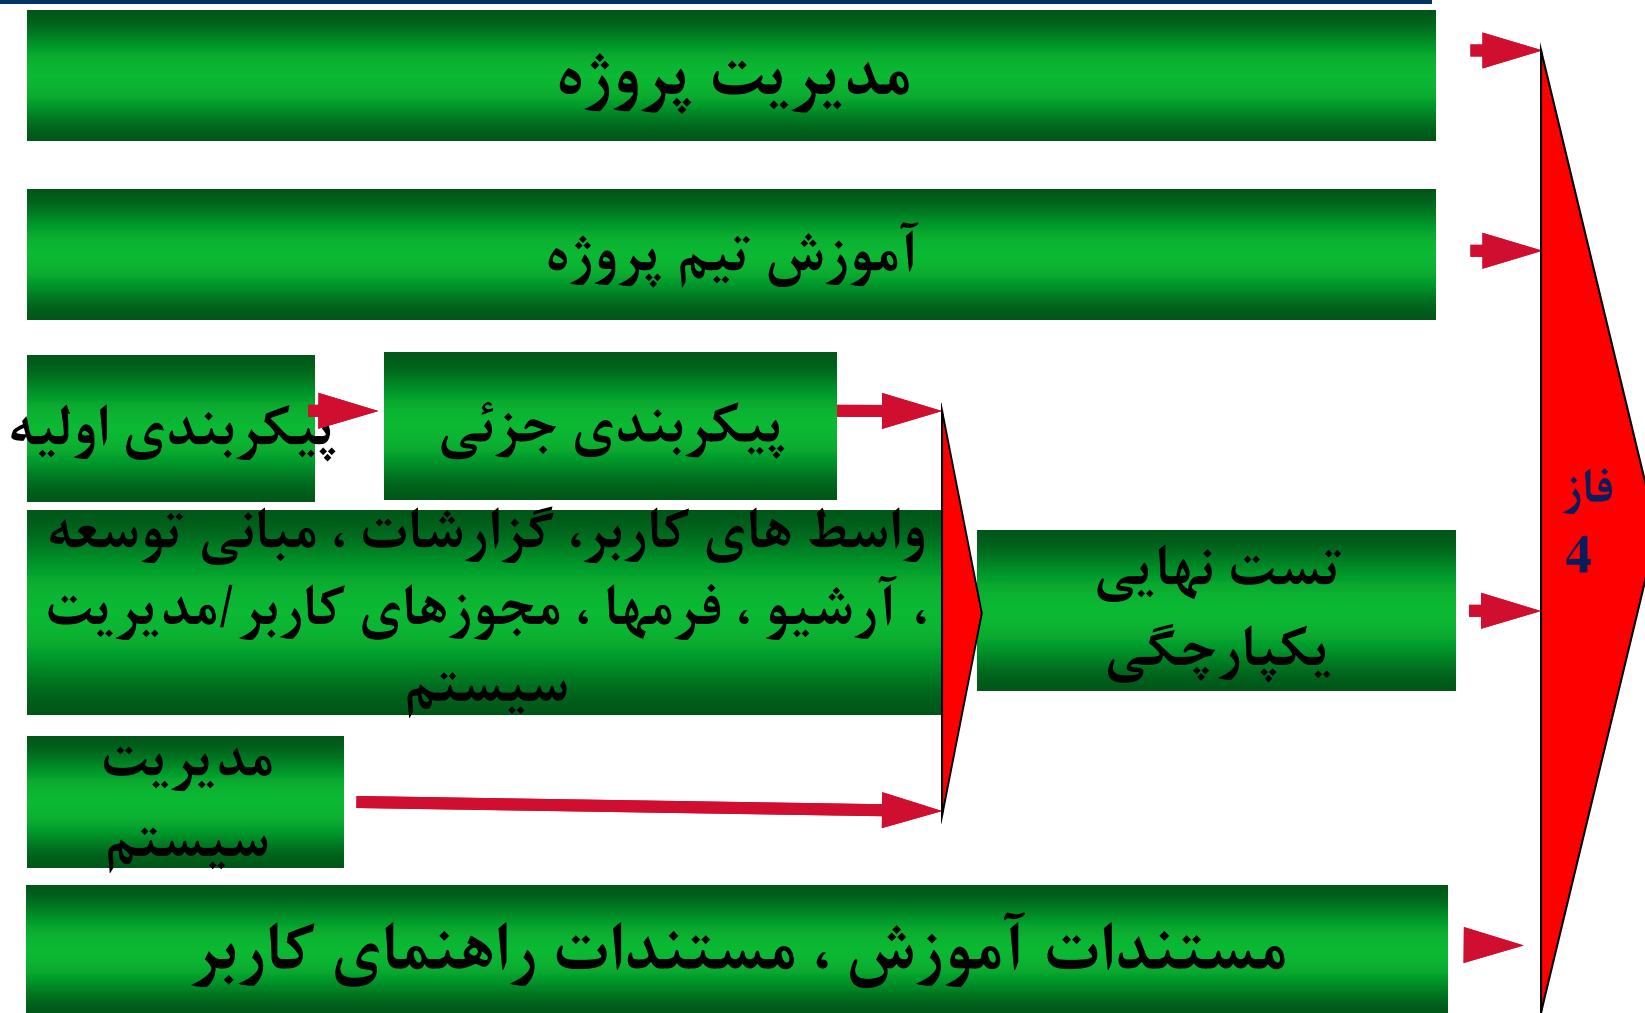 مدیریت پروژه
آموزش تیم پروژه
پیکربندی اولیه
پیکربندی جزئی
واسط های کاربر، گزارشات ، مبانی توسعه
، آرشیو ، فرمها ، مجوزهای کاربر/مدیریت
سیستم
تست نهایی
یکپارچگی
مدیریت
سیستم
مستندات آموزش ، مستندات راهنمای کاربر
فاز
4